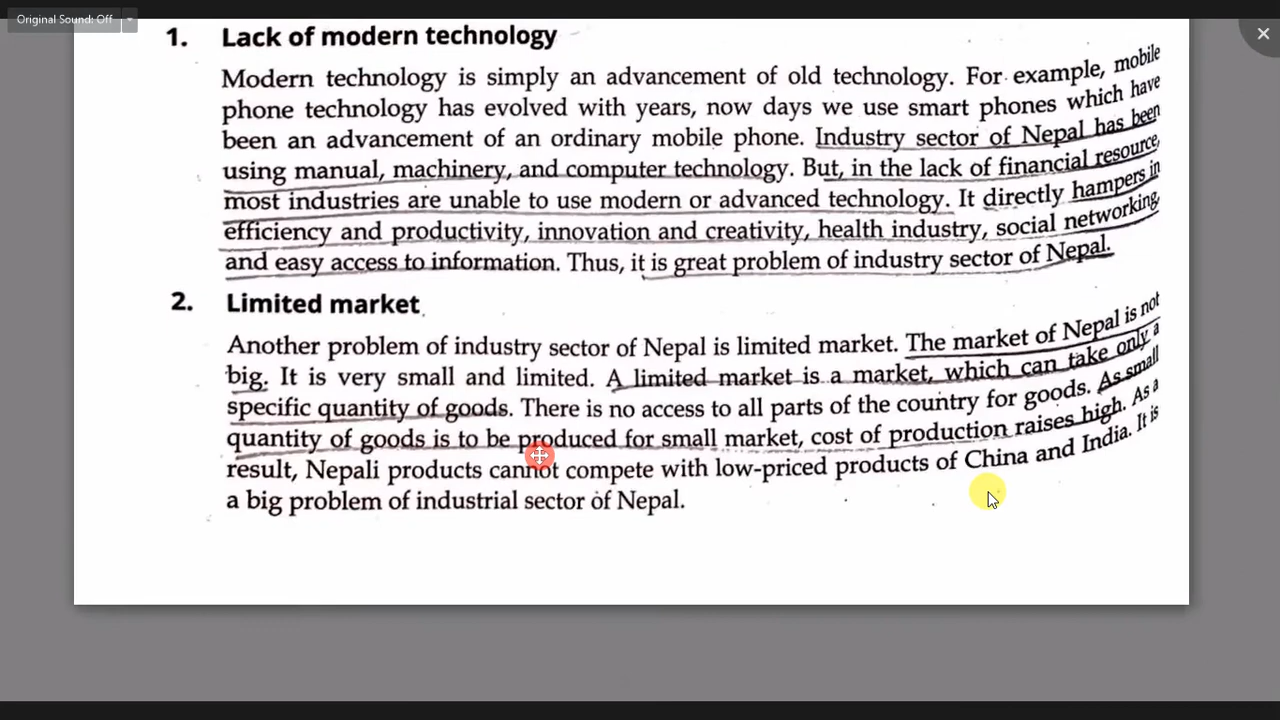 Original Sound: Off
1. Lack of modern technology
Modern technology is simply an advancement of old technology. For example, mobile
phone technology has evolved with years, now days we use smart phones which have
been an advancement of an ordinary mobile phone. Industry sector of Nepal has been
using manual, machinery, and computer technology. But, in the lack of financial resource,
most industries are unable to use modern or advanced technology. It directly hampers in
efficiency and productivity, innovation and creativity, health industry, social networking,
and easy access to information. Thus, it is great problem of industry sector of Nepal.
2. Limited market
Another problem of industry sector of Nepal is limited market. The market of Nepal is not
big. It is very small and limited. A limited market is a market, which can take only a
specific quantity of goods. There is no access to all parts of the country for goods. As small
quantity of goods is to be produced for small market, cost of production raises high. As a
result, Nepali products cannot compete with low-priced products of China and India. It is
a big problem of industrial sector of Nepal.